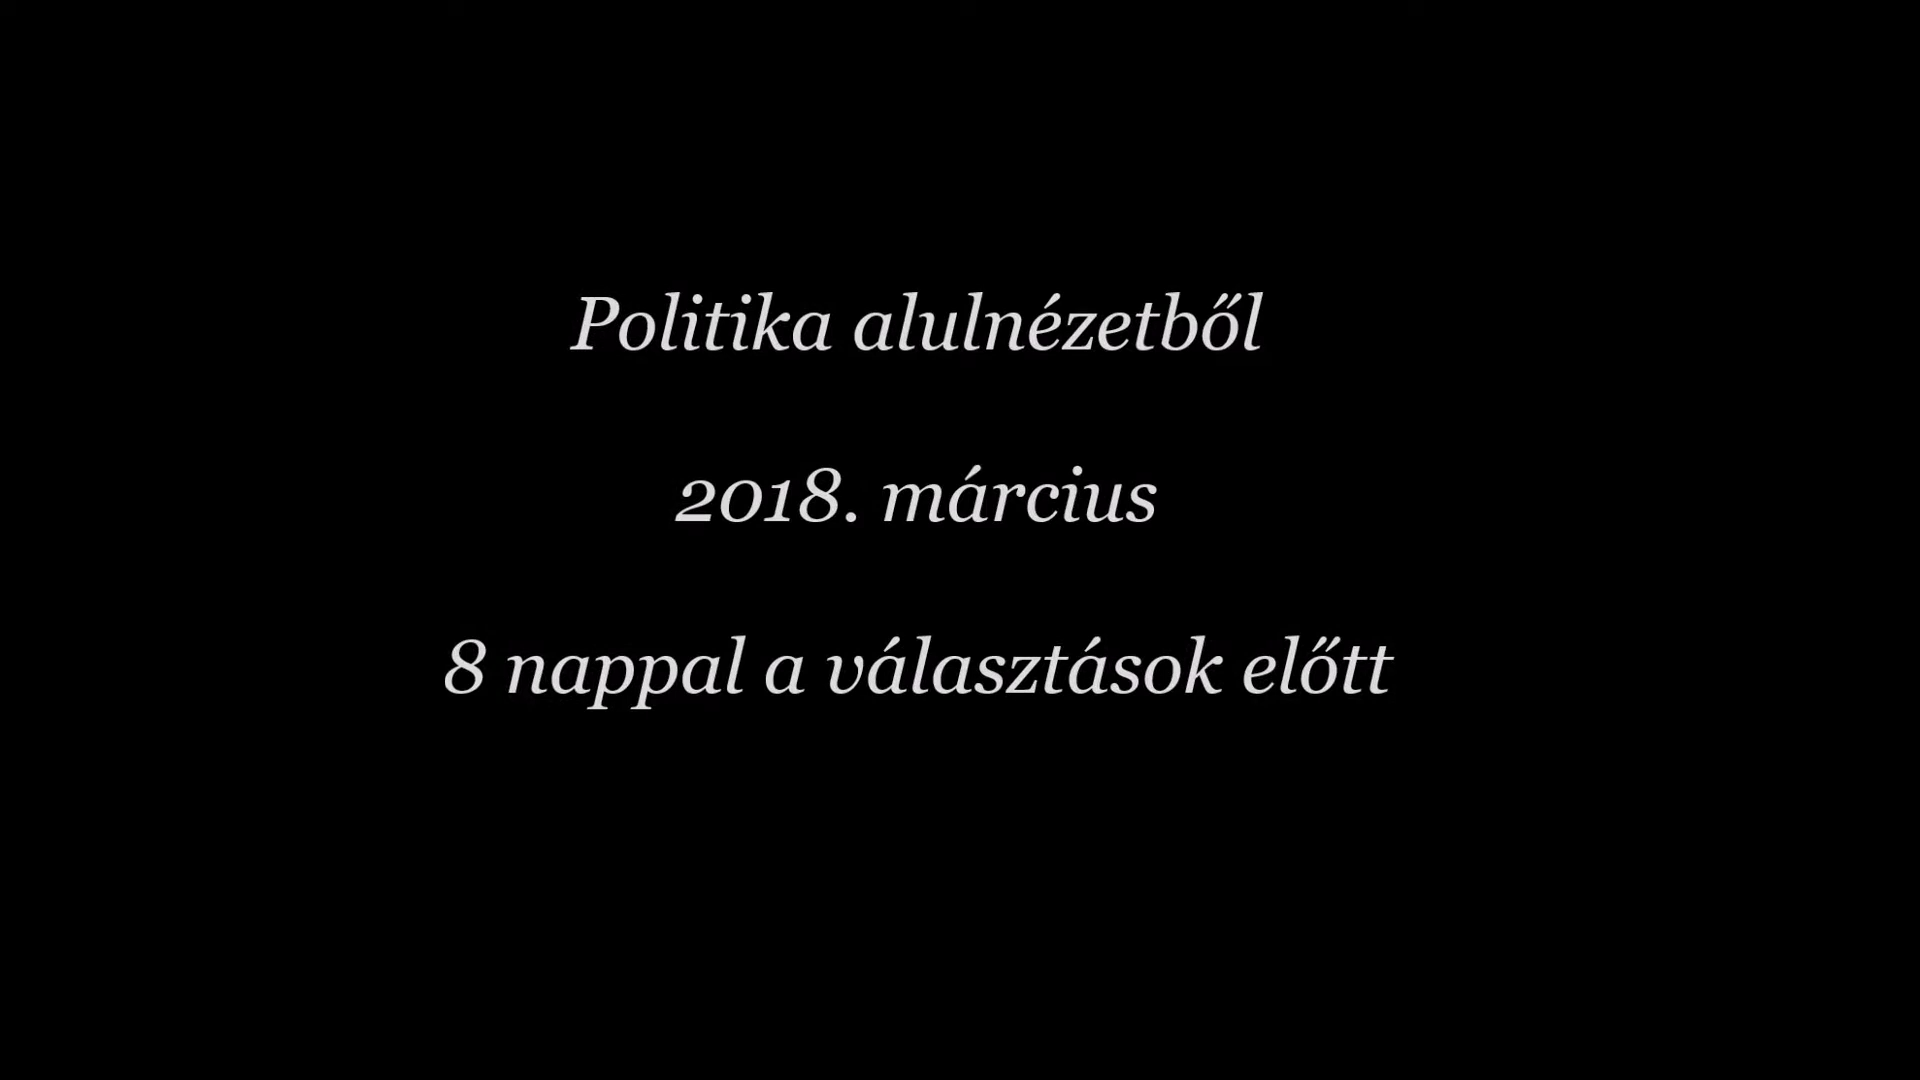 Politika alulnézetből
2018. március
8 nappal a választások előtt